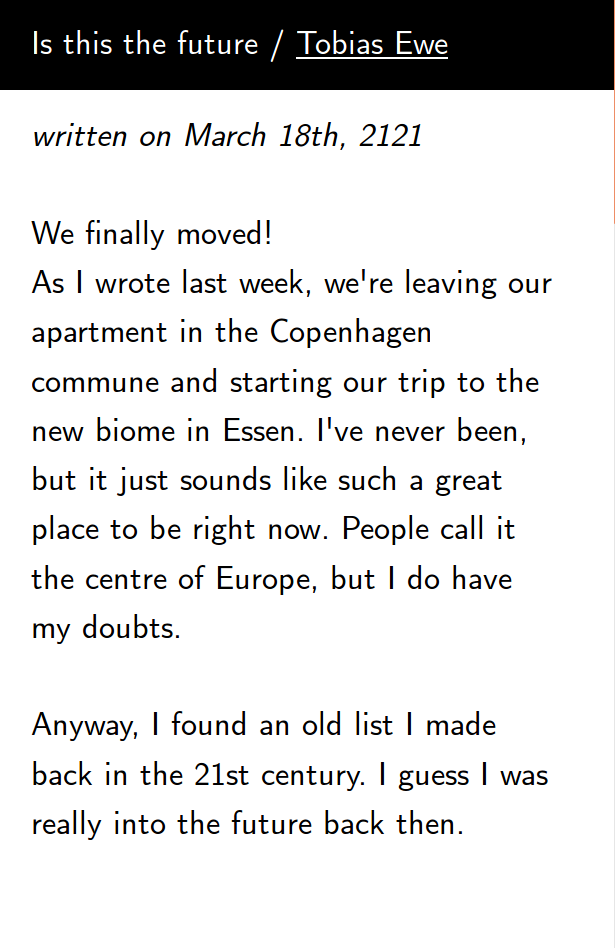 Is this the future / Tobias Ewe
written on March 18th, 2121
We finally moved!
As I wrote last week, we're leaving our
apartment in the Copenhagen
commune and starting our trip to the
new biome in Essen. I've never been,
but it just sounds like such a great
place to be right now. People call it
the centre of Europe, but I do have
my doubts.
Anyway, I found an old list I made
back in the 21st century. I guess I was
really into the future back then.